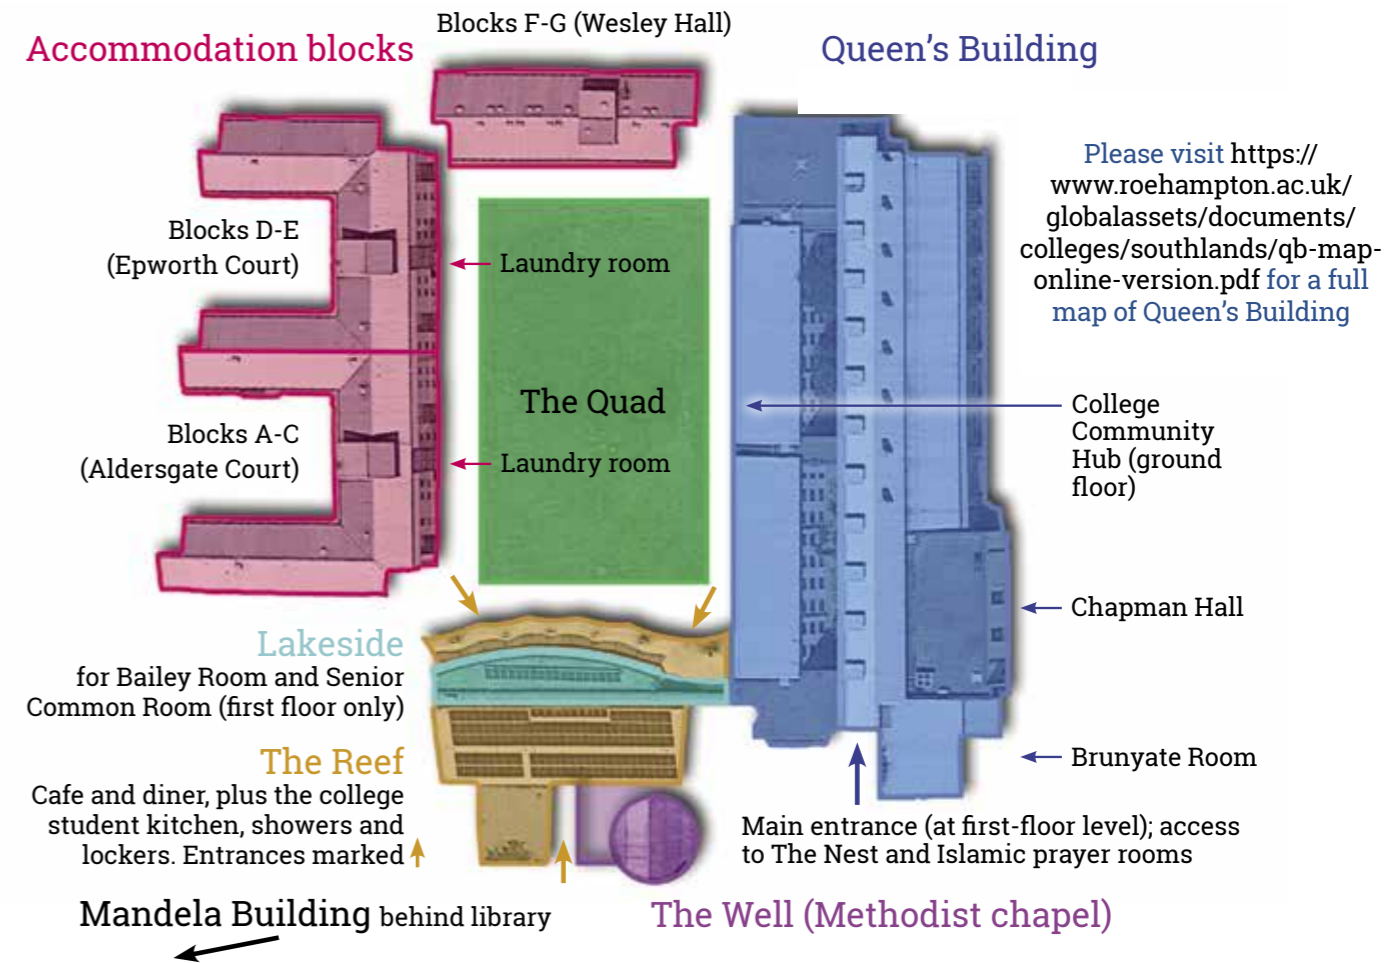 Blocks F-G (Wesley Hall)
Accommodation blocks
Queen's Building
Please visit https://
www.roehampton.ac.uk/
globalassets/documents/
colleges/southlands/qb-map-
online-version.pdf for a full
map of Queen's Building
Blocks D-E
(Epworth Court)
Laundry room
The Quad
College
Community
Hub (ground
floor)
Blocks A-C
(Aldersgate Court)
Laundry room
Chapman Hall
Lakeside
for Bailey Room and Senior
Common Room (first floor only)
The Reef
Cafe and diner, plus the college
student kitchen, showers and
lockers. Entrances marked
Brunyate Room
Main entrance (at first-floor level); access
to The Nest and Islamic prayer rooms
Mandela Building behind library
The Well (Methodist chapel)